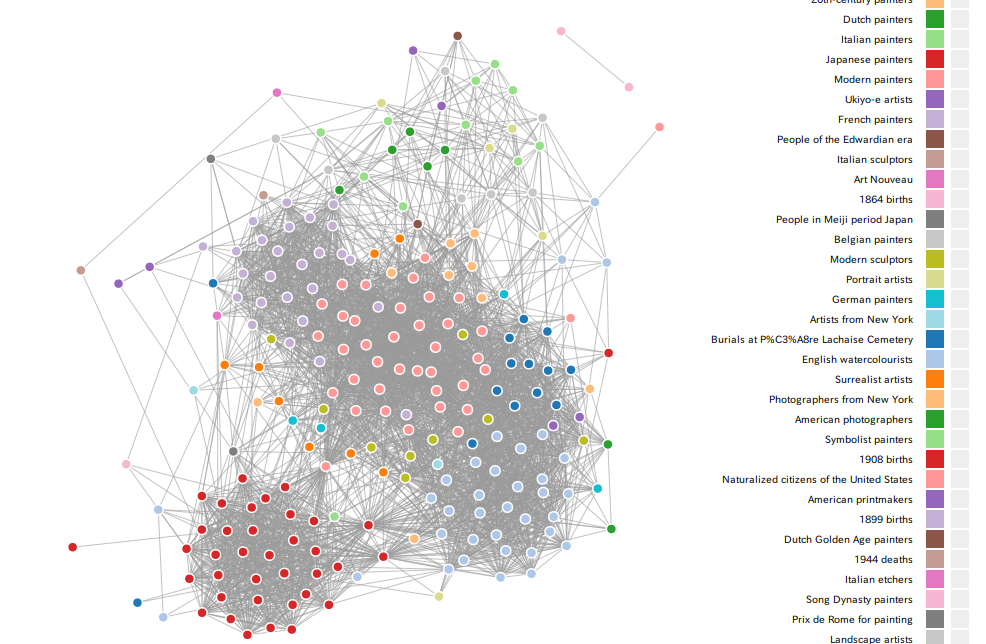 20th-century painters
Dutch painters
Italian painters
Japanese painters
Modern painters
Ukiyo-e artists
French painters
People of the Edwardian era
Italian sculptors
Art Nouveau
1864 births
People in Meiji period Japan
Belgian painters
Modern sculptors
Portrait artists
German painters
Artists from New York
Burials at P%C3%A8re Lachaise Cemetery
English watercolourists
Surrealist artists
Photographers from New York
American photographers
Symbolist painters
1908 births
Naturalized citizens of the United States
American printmakers
1899 births
Dutch Golden Age painters
1944 deaths
Italian etchers
Song Dynasty painters
Prix de Rome for painting
Landscape artists